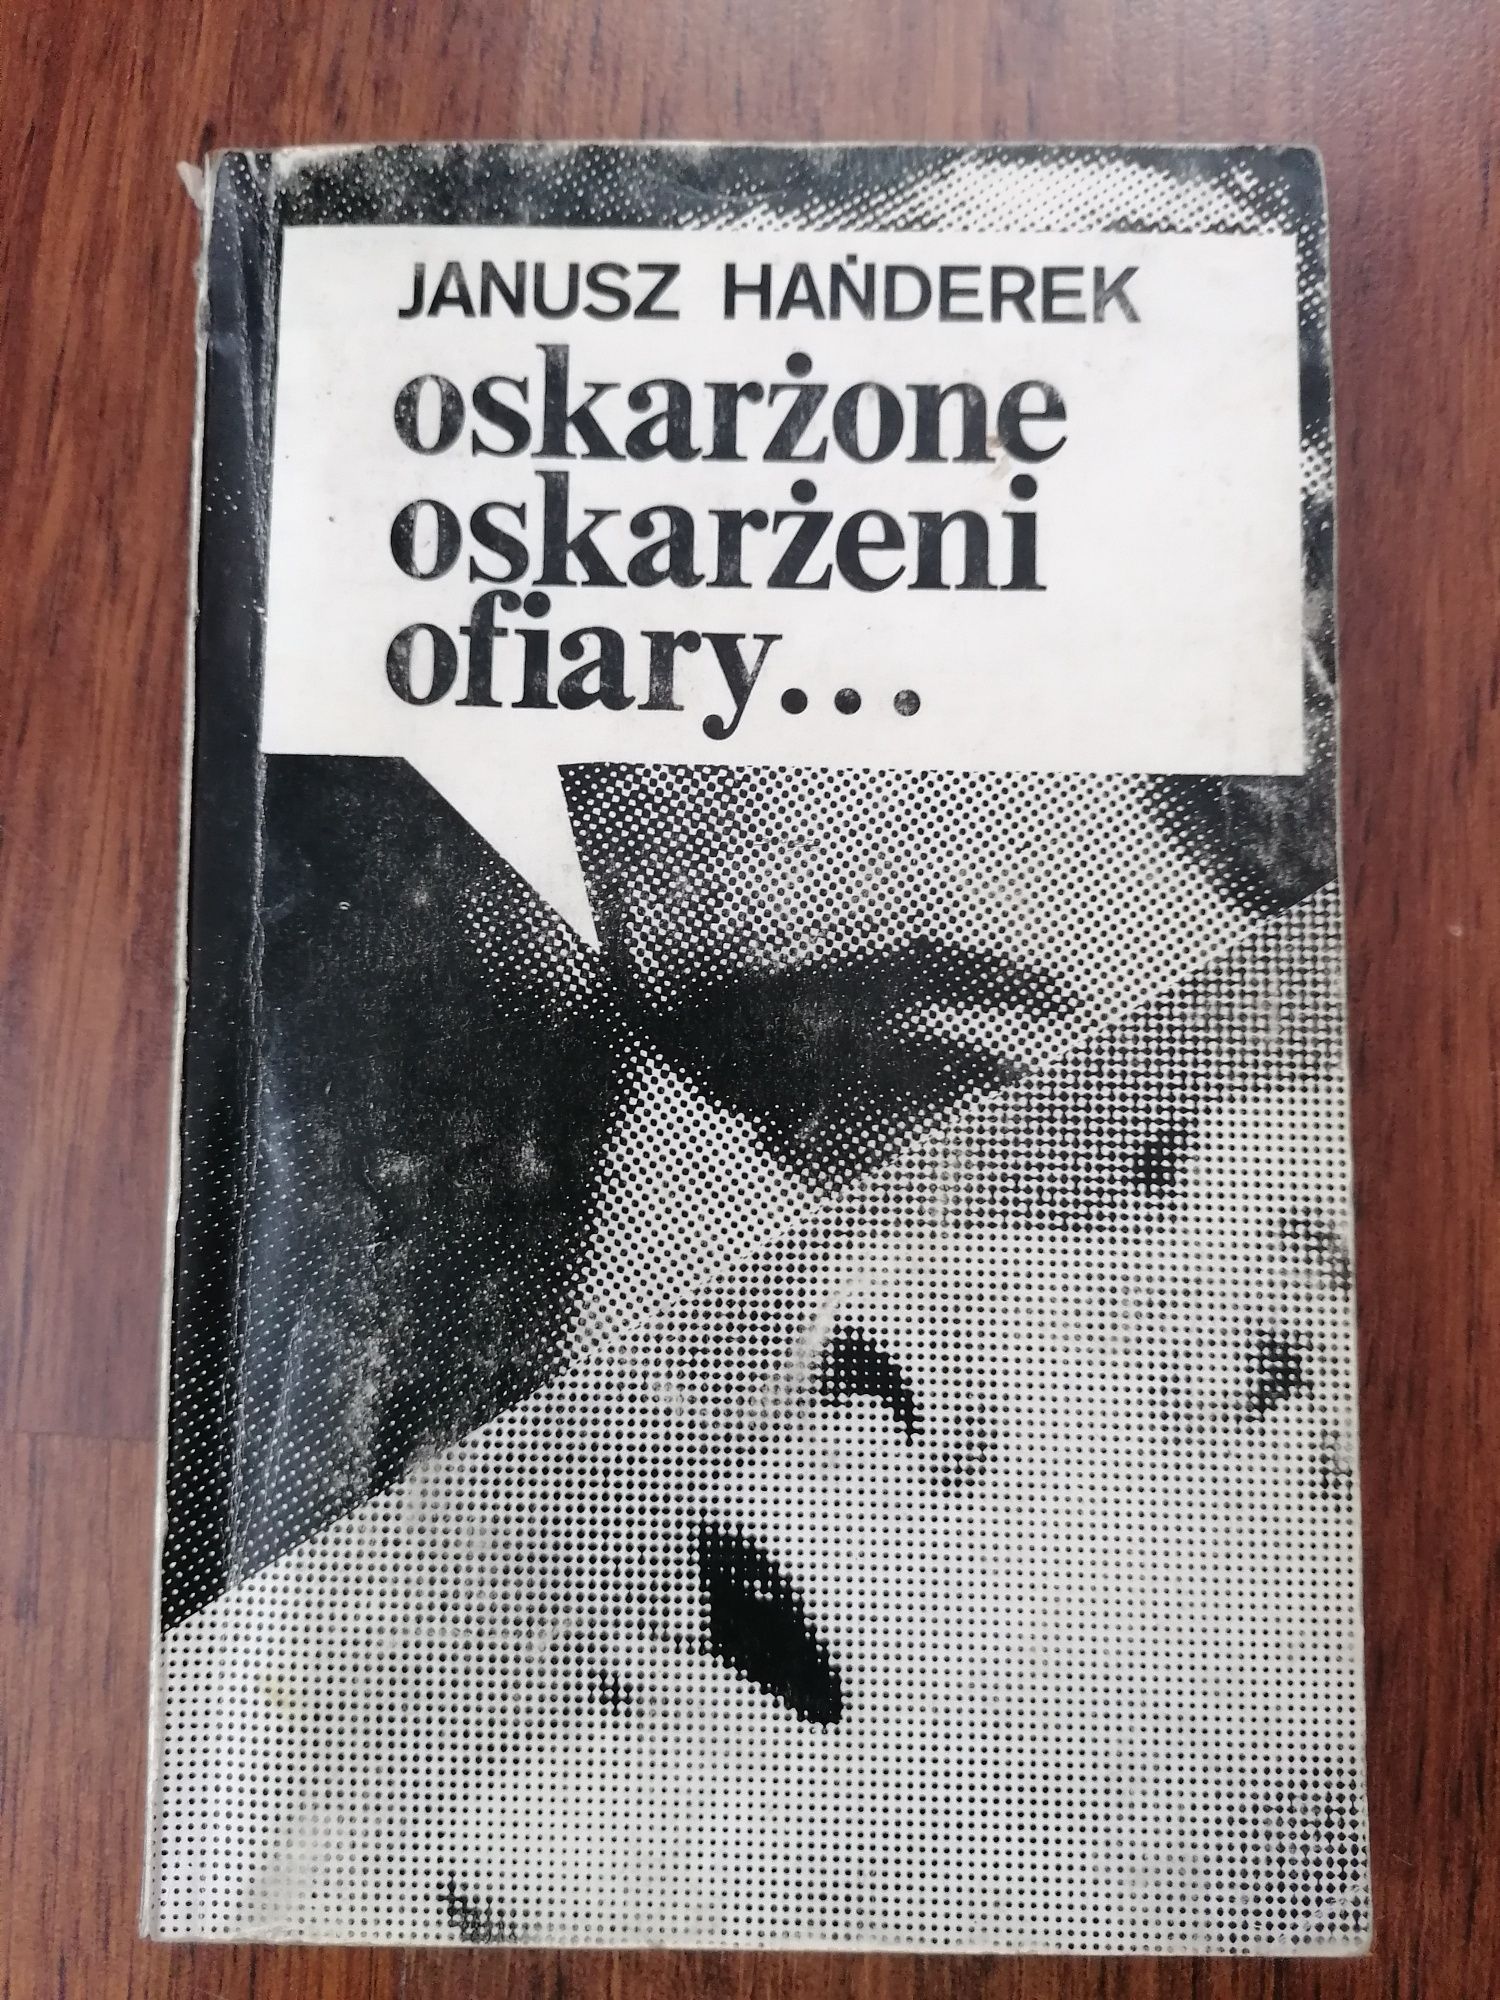 JANUSZ HAŃDEREK
oskarżone
oskarżeni
ofiary...